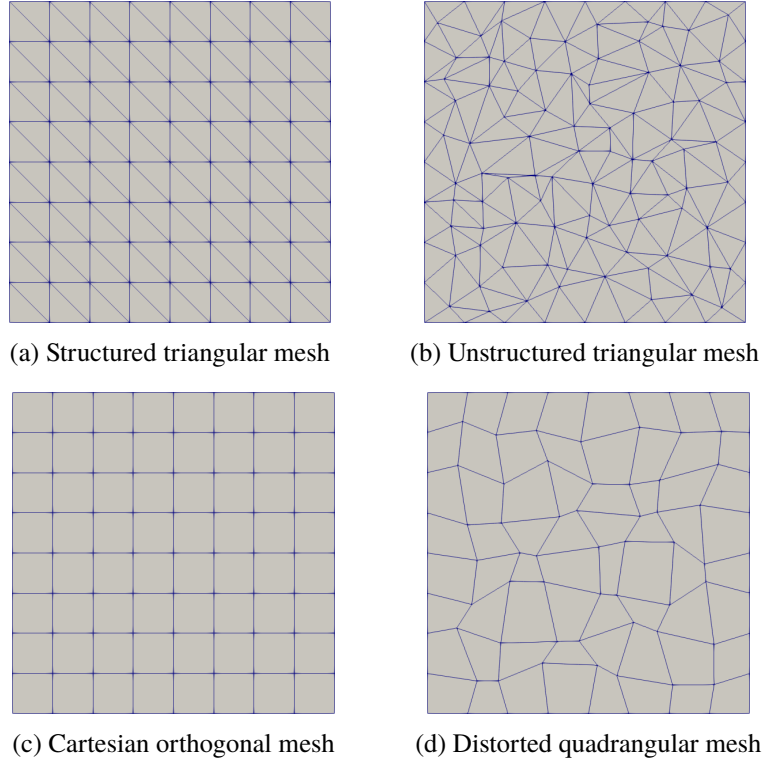 (a) Structured triangular mesh
(b) Unstructured triangular mesh
(c) Cartesian orthogonal mesh
(d) Distorted quadrangular mesh